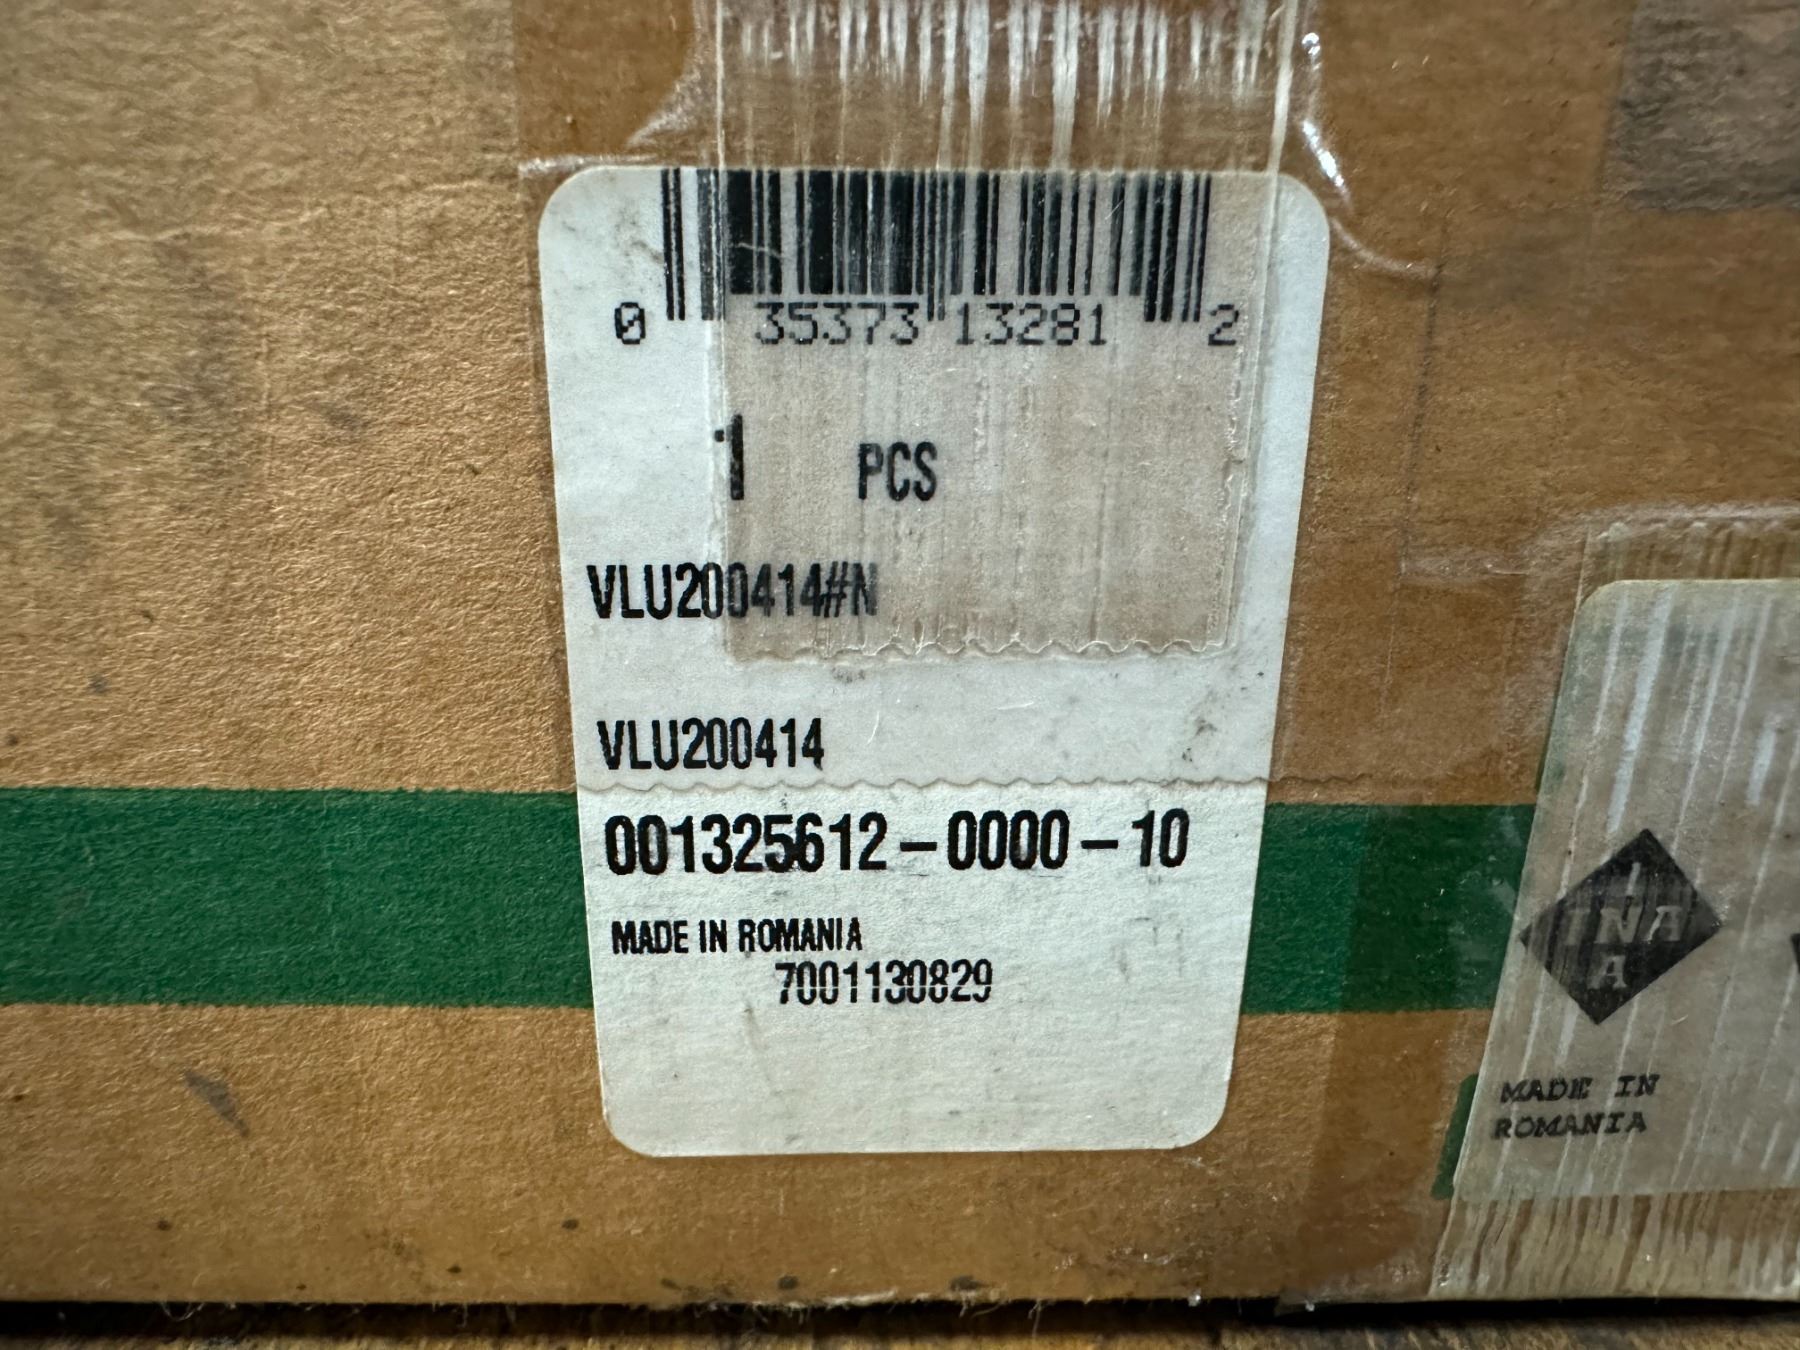 0 35373 13281 2
1 PCS
VLU200414#N
VLU200414
001325612-0000-10
MADE IN ROMANIA
7001130829
I
INA
A
MADE IN
ROMANIA